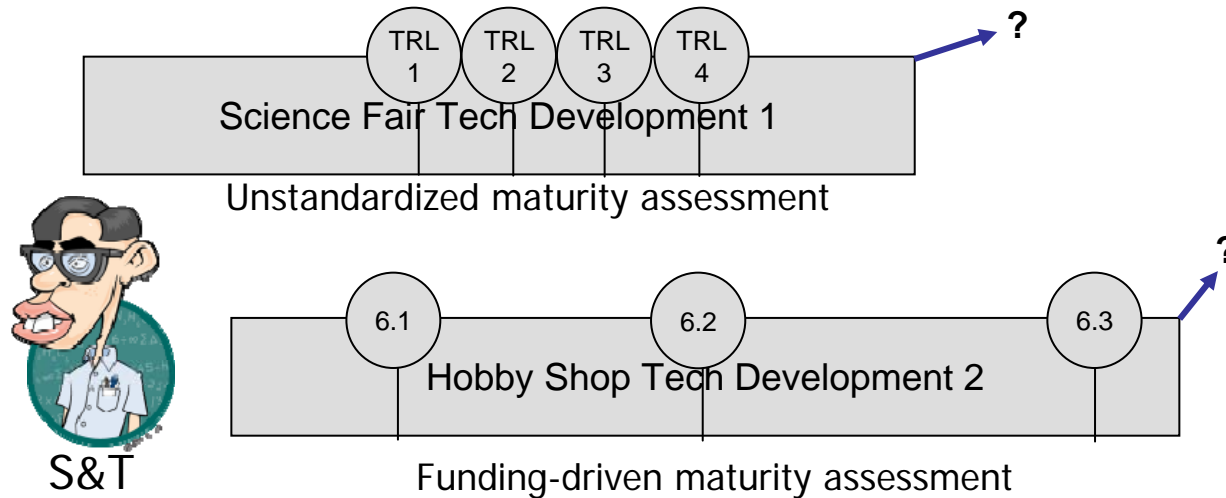 ?
TRL
1
TRL
2
TRL
3
TRL
4
Science Fair Tech Development 1
Unstandardized maturity assessment
?
6.1
6.2
6.3
Hobby Shop Tech Development 2
S&T
Funding-driven maturity assessment